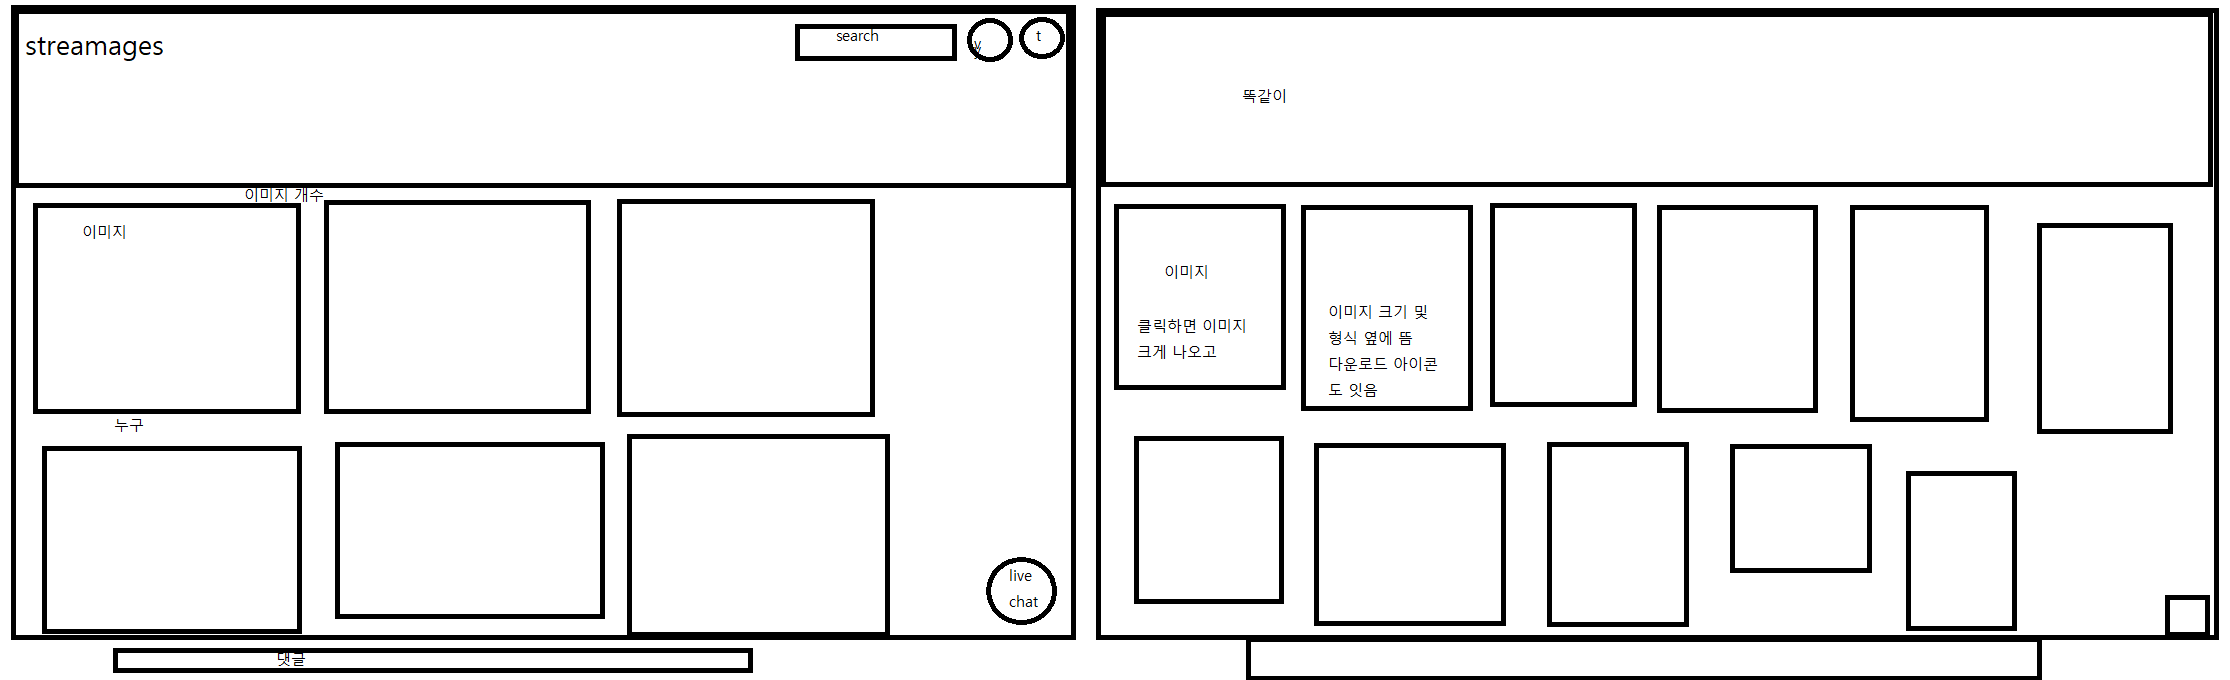 streamages
search
y
t
이미지 개수
이미지
누구
live
chat
댓글
똑같이
이미지
클릭하면 이미지
크게 나오고
이미지 크기 및
형식 옆에 뜸
다운로드 아이콘
도 잇음